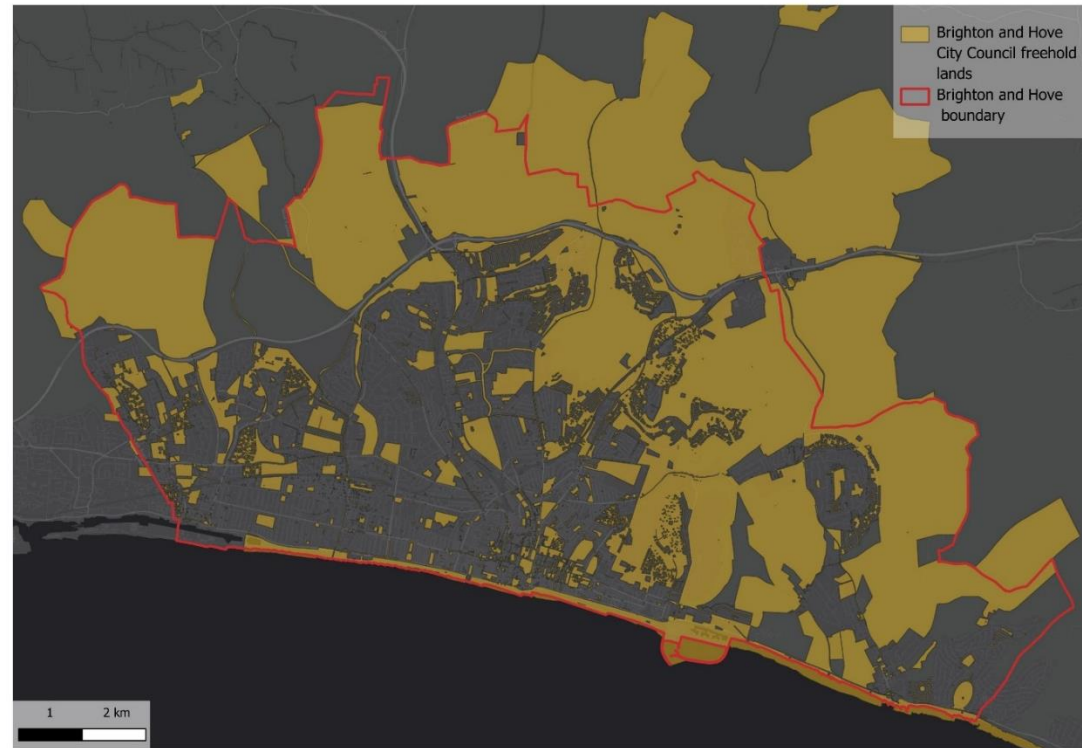 Brighton and Hove
City Council freehold
lands
Brighton and Hove
boundary
1 2 km